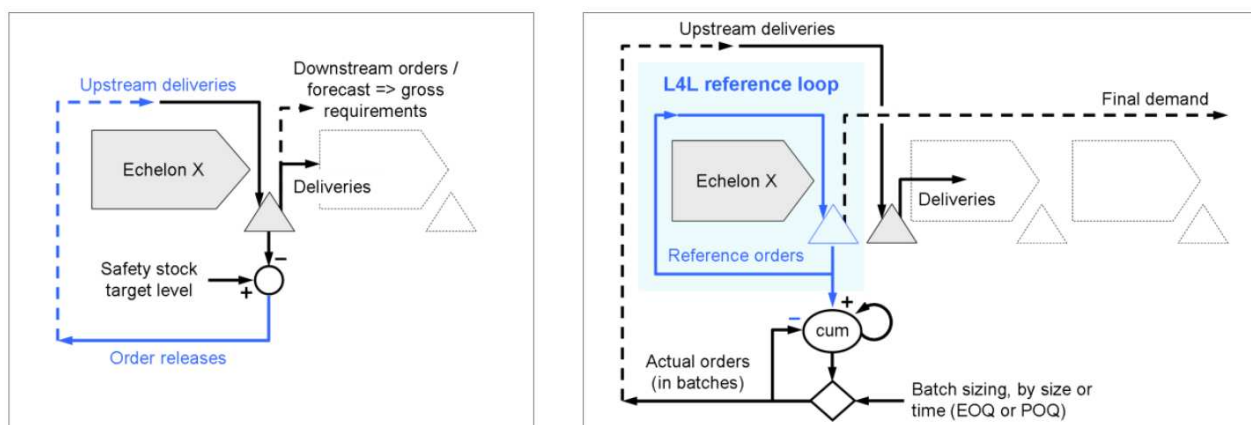 Upstream deliveries
Downstream orders /
forecast => gross
requirements
Echelon X
Deliveries
Safety stock
target level
−
+
Order releases
Upstream deliveries
L4L reference loop
Final demand
Echelon X
Deliveries
Reference orders
+
−
cum
Actual orders
(in batches)
Batch sizing, by size or
time (EOQ or POQ)